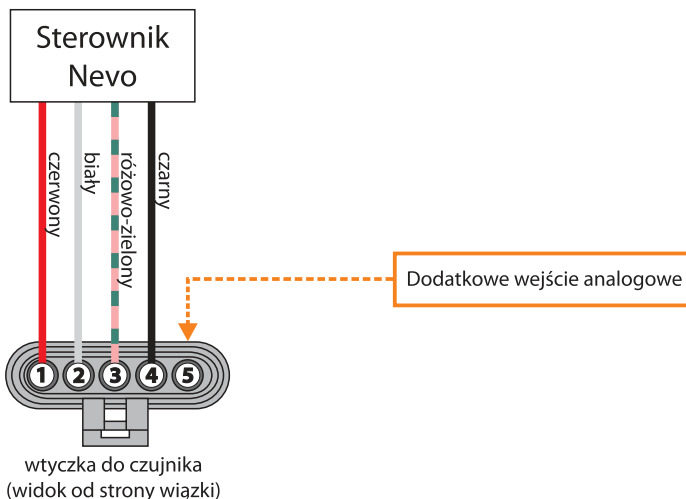 Sterownik
Nevo
czerwony
biały
różowo-zielony
czarny
Dodatkowe wejście analogowe
1 2 3 4 5
wtyczka do czujnika
(widok od strony wiązki)